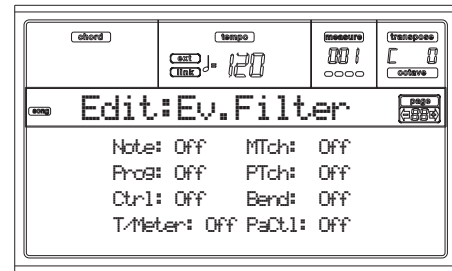 chord tempo measure transpose
ext
link ♩= 120 001 C 0
octave
song Edit:Ev.Filter page
Note: Off MTch: Off
Prog: Off PTch: Off
Ctrl: Off Bend: Off
T/Meter: Off PaCtl: Off